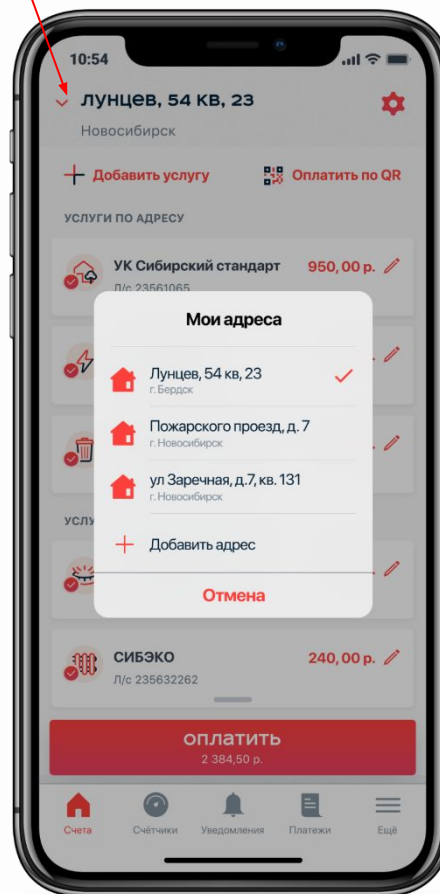 10:54
Лунцев, 54 кв, 23
Новосибирск
Добавить услугу
Оплатить по QR
УСЛУГИ ПО АДРЕСУ
УК Сибирский стандарт
950,00 р.
Л/с 23561065
Мои адреса
Лунцев, 54 кв, 23
г. Бердск
Пожарского проезд, д. 7
г. Новосибирск
ул Заречная, д.7, кв. 131
г. Новосибирск
УСЛУ
Добавить адрес
Отмена
СИБЭКО
240,00 р.
Л/с 235632262
ОПЛАТИТЬ
2 384,50 р.
Счета
Счётчики
Уведомления
Платежи
Ещё